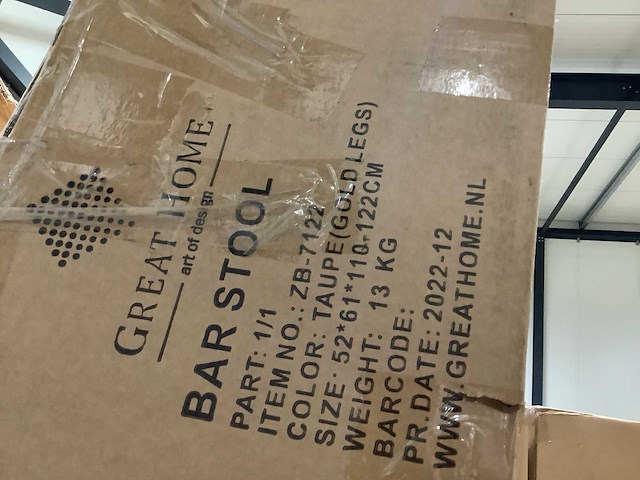 GREAT HOME
art of design
BAR STOOL
PART: 1/1
ITEM NO.: ZB-7122
COLOR: TAUPE(GOLD LEGS)
SIZE: 52*61*110-122CM
WEIGHT: 13 KG
BARCODE:
PR. DATE: 2022-12
WWW.GREATHOME.NL